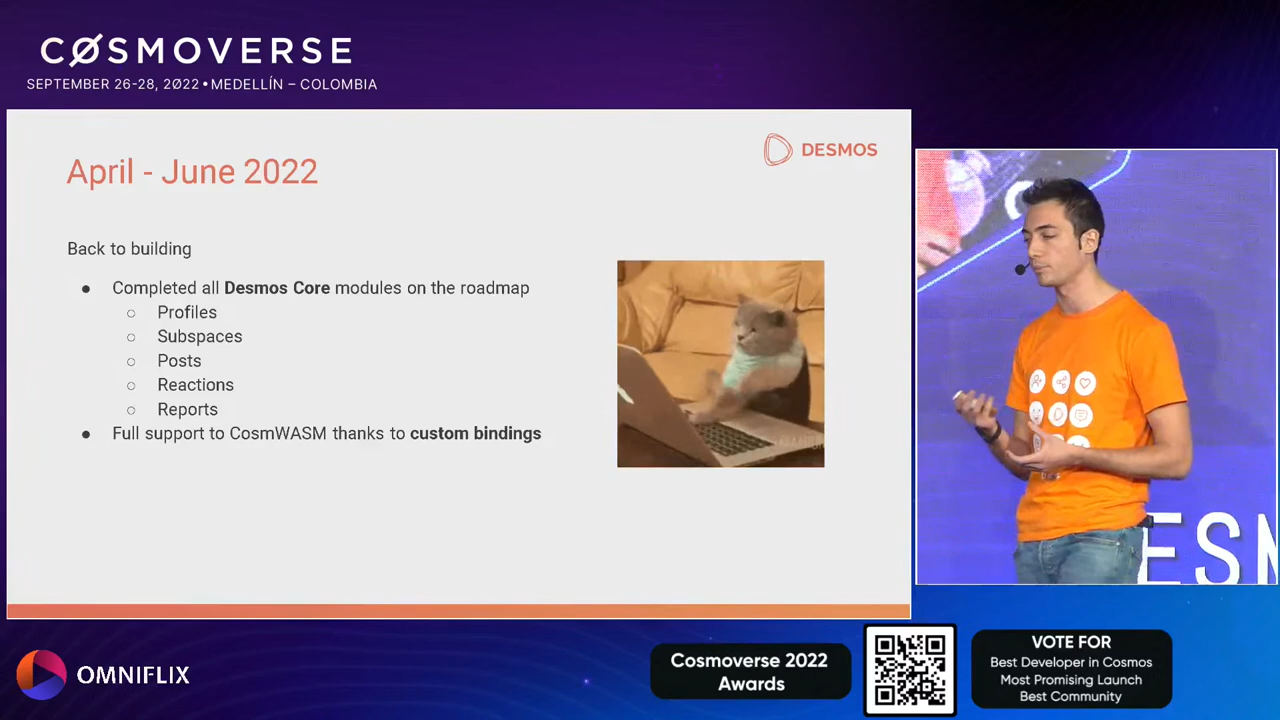 CØSMOVERSE
SEPTEMBER 26-28, 2Ø22 • MEDELLÍN – COLOMBIA
DESMOS
April - June 2022
Back to building
● Completed all Desmos Core modules on the roadmap
○ Profiles
○ Subspaces
○ Posts
○ Reactions
○ Reports
● Full support to CosmWASM thanks to custom bindings
ESM
OMNIFLIX
Cosmoverse 2022
Awards
VOTE FOR
Best Developer in Cosmos
Most Promising Launch
Best Community